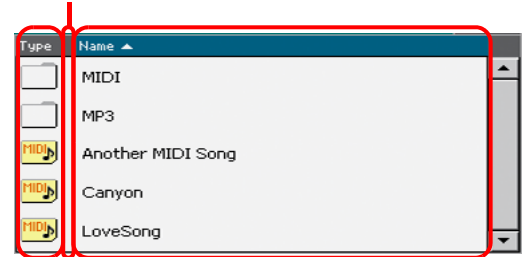 Type Name
MIDI
MP3
MIDI Another MIDI Song
MIDI Canyon
MIDI LoveSong